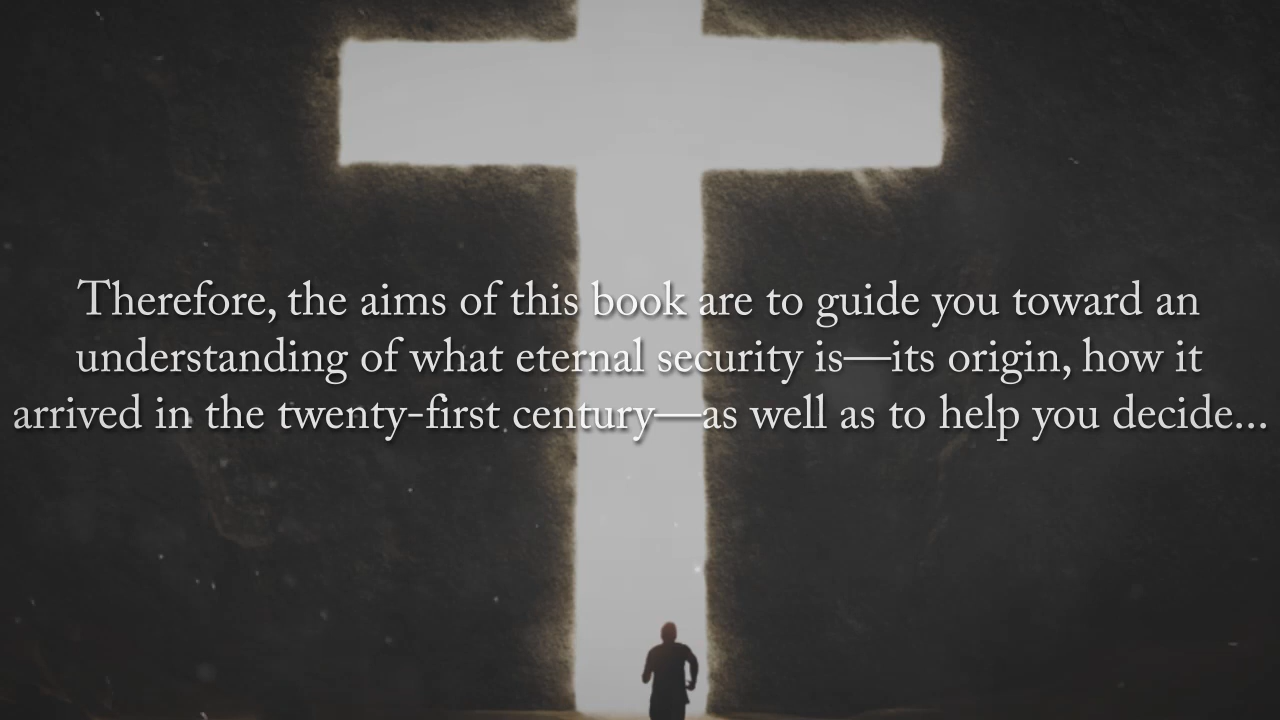 Therefore, the aims of this book are to guide you toward an
understanding of what eternal security is—its origin, how it
arrived in the twenty-first century—as well as to help you decide...